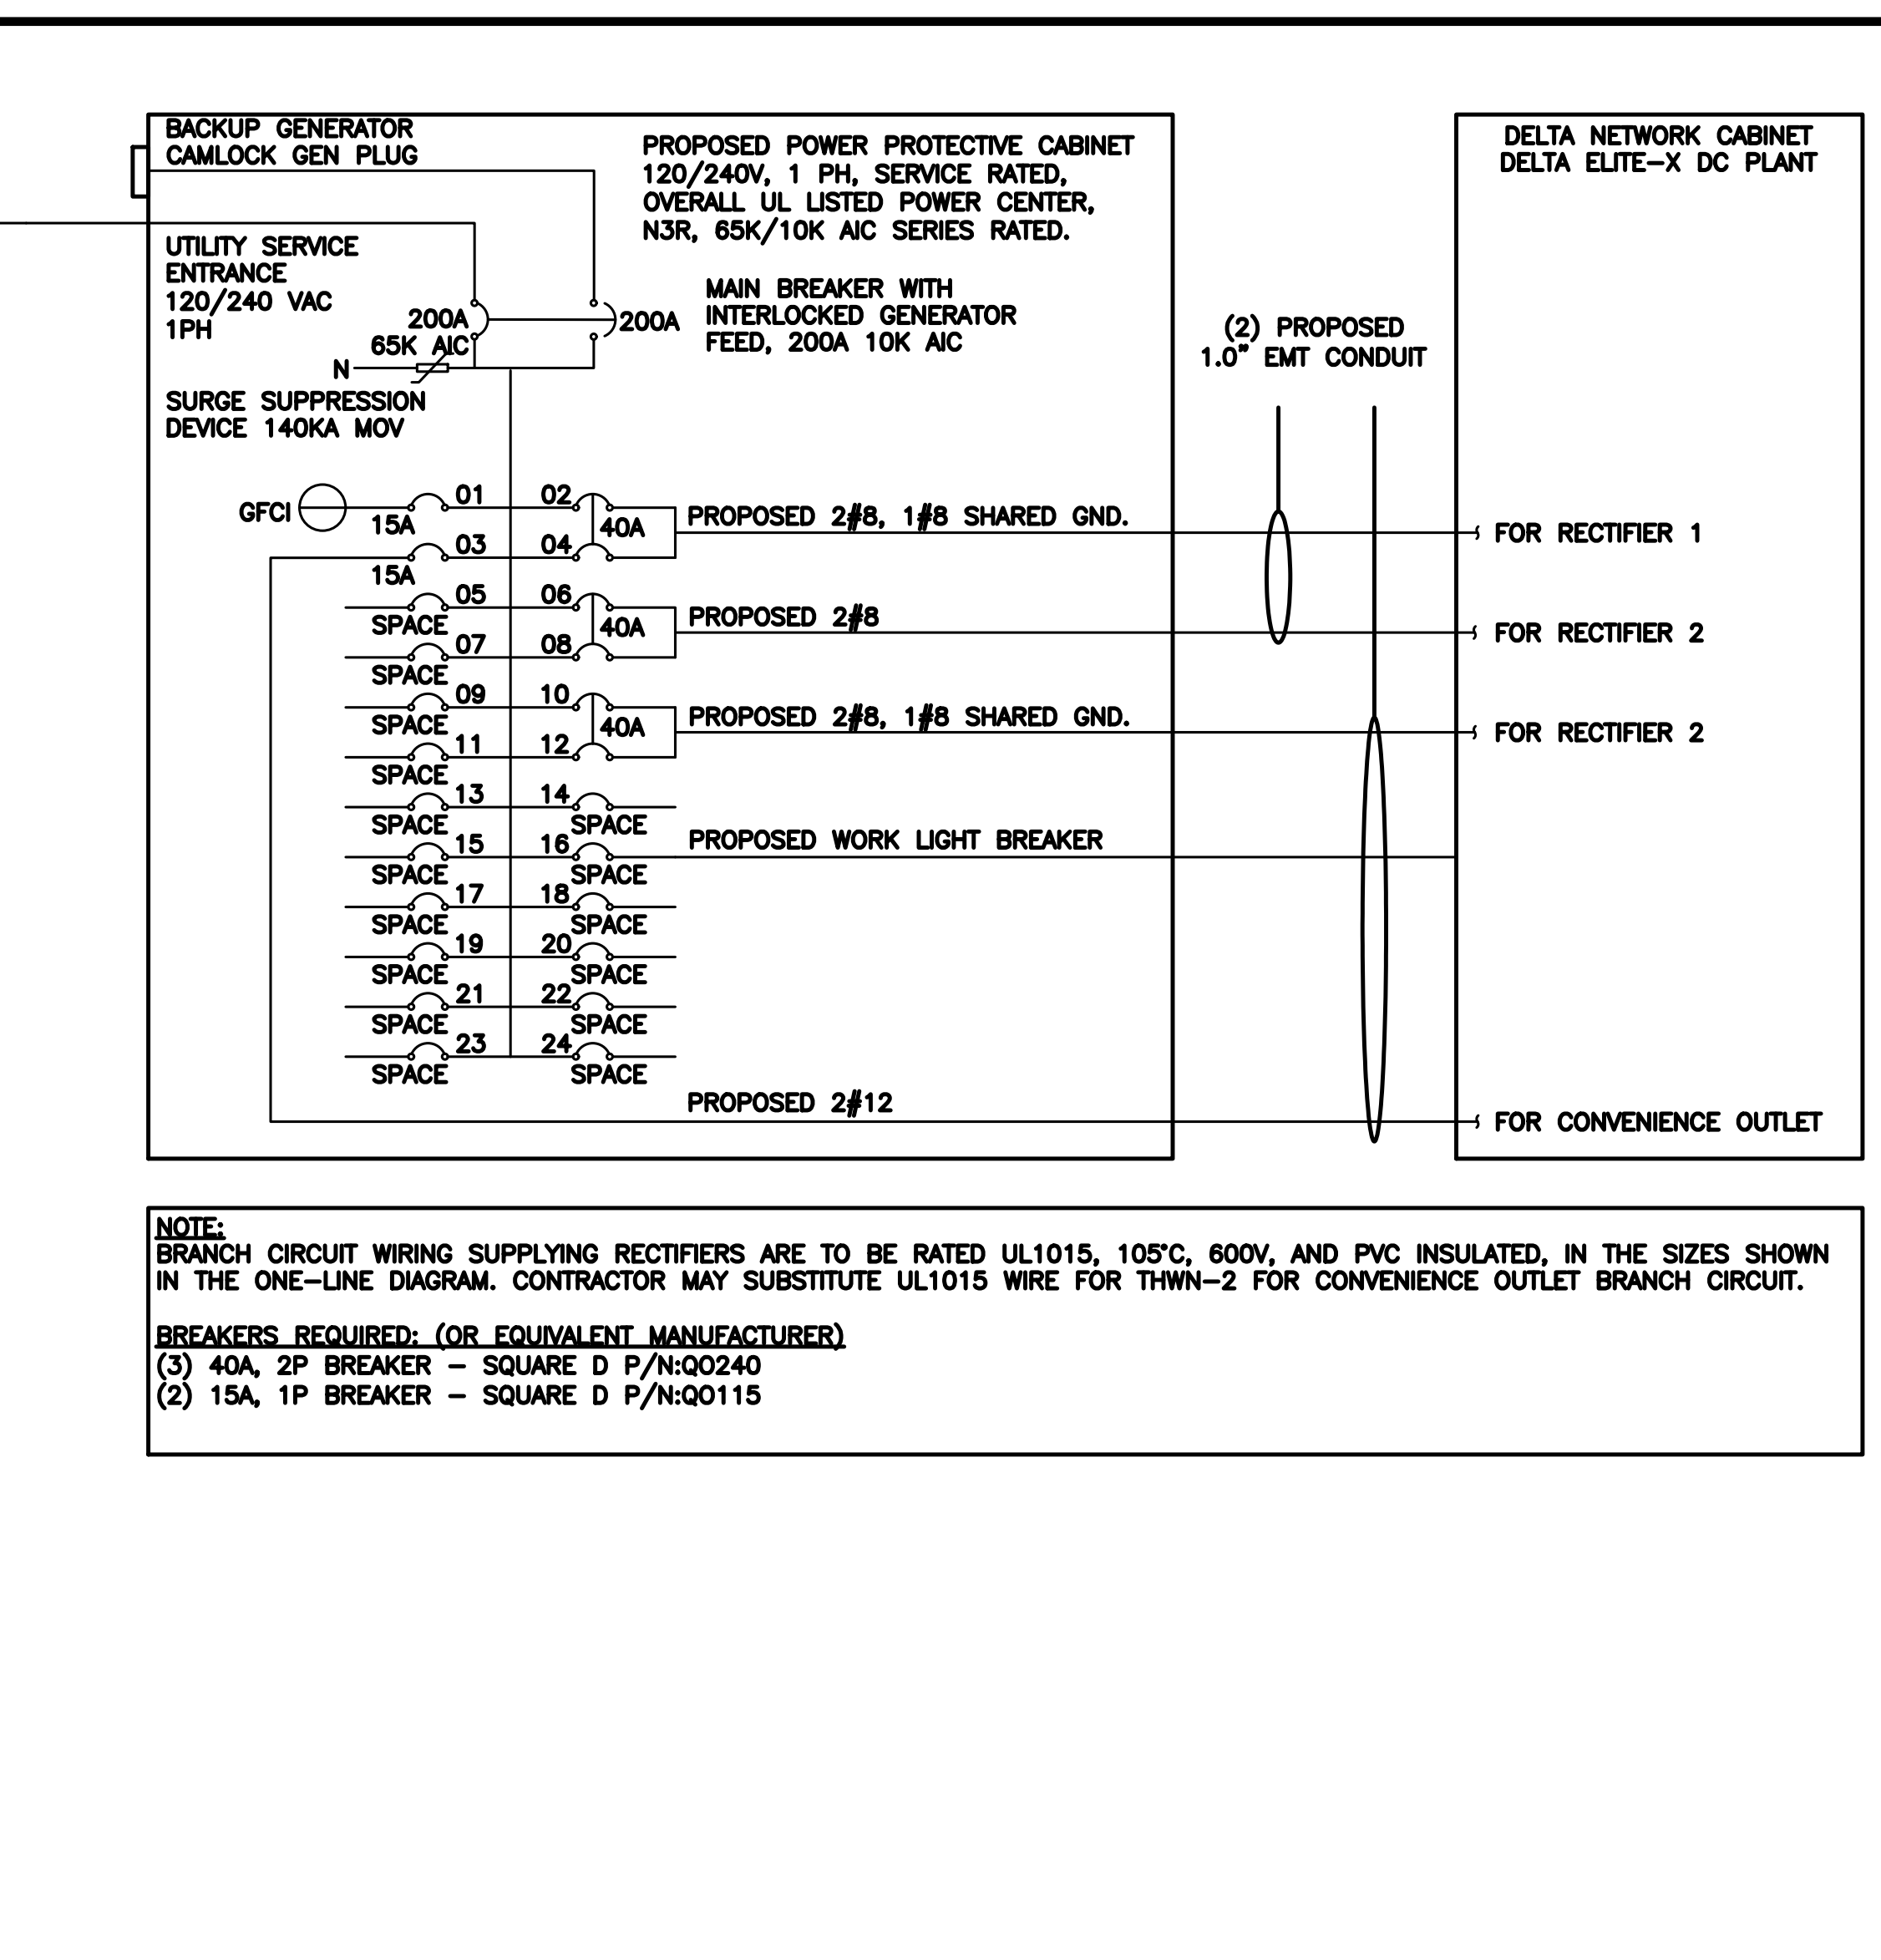 BACKUP GENERATOR
CAMLOCK GEN PLUG
PROPOSED POWER PROTECTIVE CABINET
120/240V, 1 PH, SERVICE RATED,
OVERALL UL LISTED POWER CENTER,
N3R, 65K/10K AIC SERIES RATED.
DELTA NETWORK CABINET
DELTA ELITE-X DC PLANT
UTILITY SERVICE
ENTRANCE
120/240 VAC
1PH
200A
65K AIC
200A
MAIN BREAKER WITH
INTERLOCKED GENERATOR
FEED, 200A 10K AIC
N
SURGE SUPPRESSION
DEVICE 140KA MOV
(2) PROPOSED
1.0" EMT CONDUIT
GFCI
01 02
15A
40A
PROPOSED 2#8, 1#8 SHARED GND.
FOR RECTIFIER 1
03 04
15A
05 06
SPACE
40A
PROPOSED 2#8
FOR RECTIFIER 2
07 08
SPACE
09 10
SPACE
40A
PROPOSED 2#8, 1#8 SHARED GND.
FOR RECTIFIER 2
11 12
SPACE
13 14
SPACE SPACE
15 16
PROPOSED WORK LIGHT BREAKER
SPACE SPACE
17 18
SPACE SPACE
19 20
SPACE SPACE
21 22
SPACE SPACE
23 24
SPACE SPACE
PROPOSED 2#12
FOR CONVENIENCE OUTLET
NOTE:
BRANCH CIRCUIT WIRING SUPPLYING RECTIFIERS ARE TO BE RATED UL1015, 105°C, 600V, AND PVC INSULATED, IN THE SIZES SHOWN
IN THE ONE-LINE DIAGRAM. CONTRACTOR MAY SUBSTITUTE UL1015 WIRE FOR THWN-2 FOR CONVENIENCE OUTLET BRANCH CIRCUIT.
BREAKERS REQUIRED: (OR EQUIVALENT MANUFACTURER)
(3) 40A, 2P BREAKER - SQUARE D P/N:QO240
(2) 15A, 1P BREAKER - SQUARE D P/N:QO115